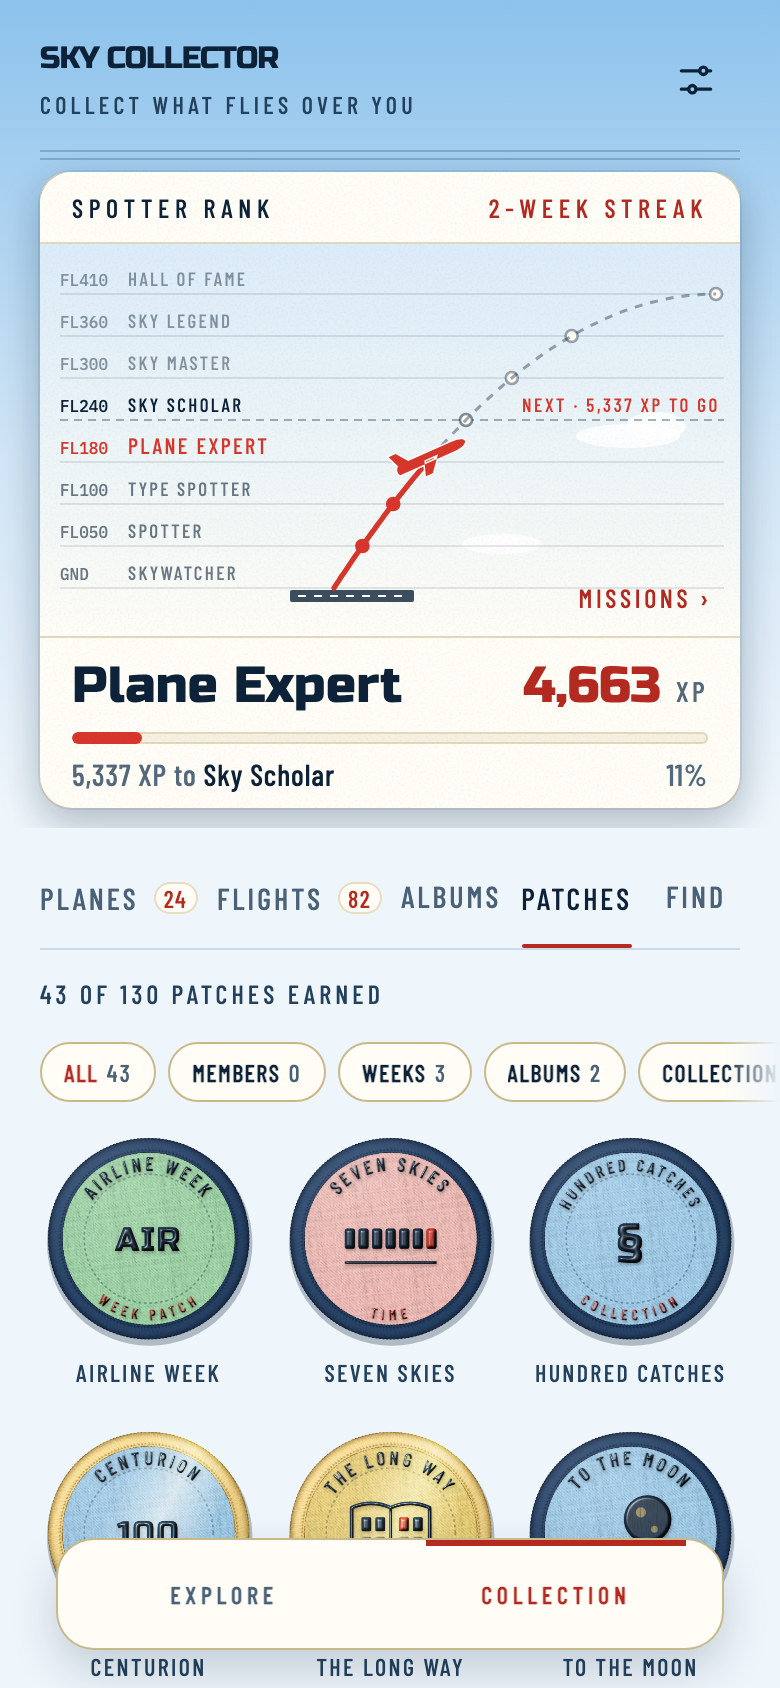 SKY COLLECTOR
COLLECT WHAT FLIES OVER YOU
SPOTTER RANK 2-WEEK STREAK
FL410 HALL OF FAME
FL360 SKY LEGEND
FL300 SKY MASTER
FL240 SKY SCHOLAR NEXT · 5,337 XP TO GO
FL180 PLANE EXPERT
FL100 TYPE SPOTTER
FL050 SPOTTER
GND SKYWATCHER
MISSIONS ›
Plane Expert 4,663 XP
5,337 XP to Sky Scholar 11%
PLANES 24 FLIGHTS 82 ALBUMS PATCHES FIND
43 OF 130 PATCHES EARNED
ALL 43 MEMBERS 0 WEEKS 3 ALBUMS 2 COLLECTION
AIRLINE WEEK SEVEN SKIES HUNDRED CATCHES
AIR §
WEEK PATCH TIME COLLECTION
AIRLINE WEEK SEVEN SKIES HUNDRED CATCHES
CENTURION THE LONG WAY TO THE MOON
100
EXPLORE COLLECTION
CENTURION THE LONG WAY TO THE MOON